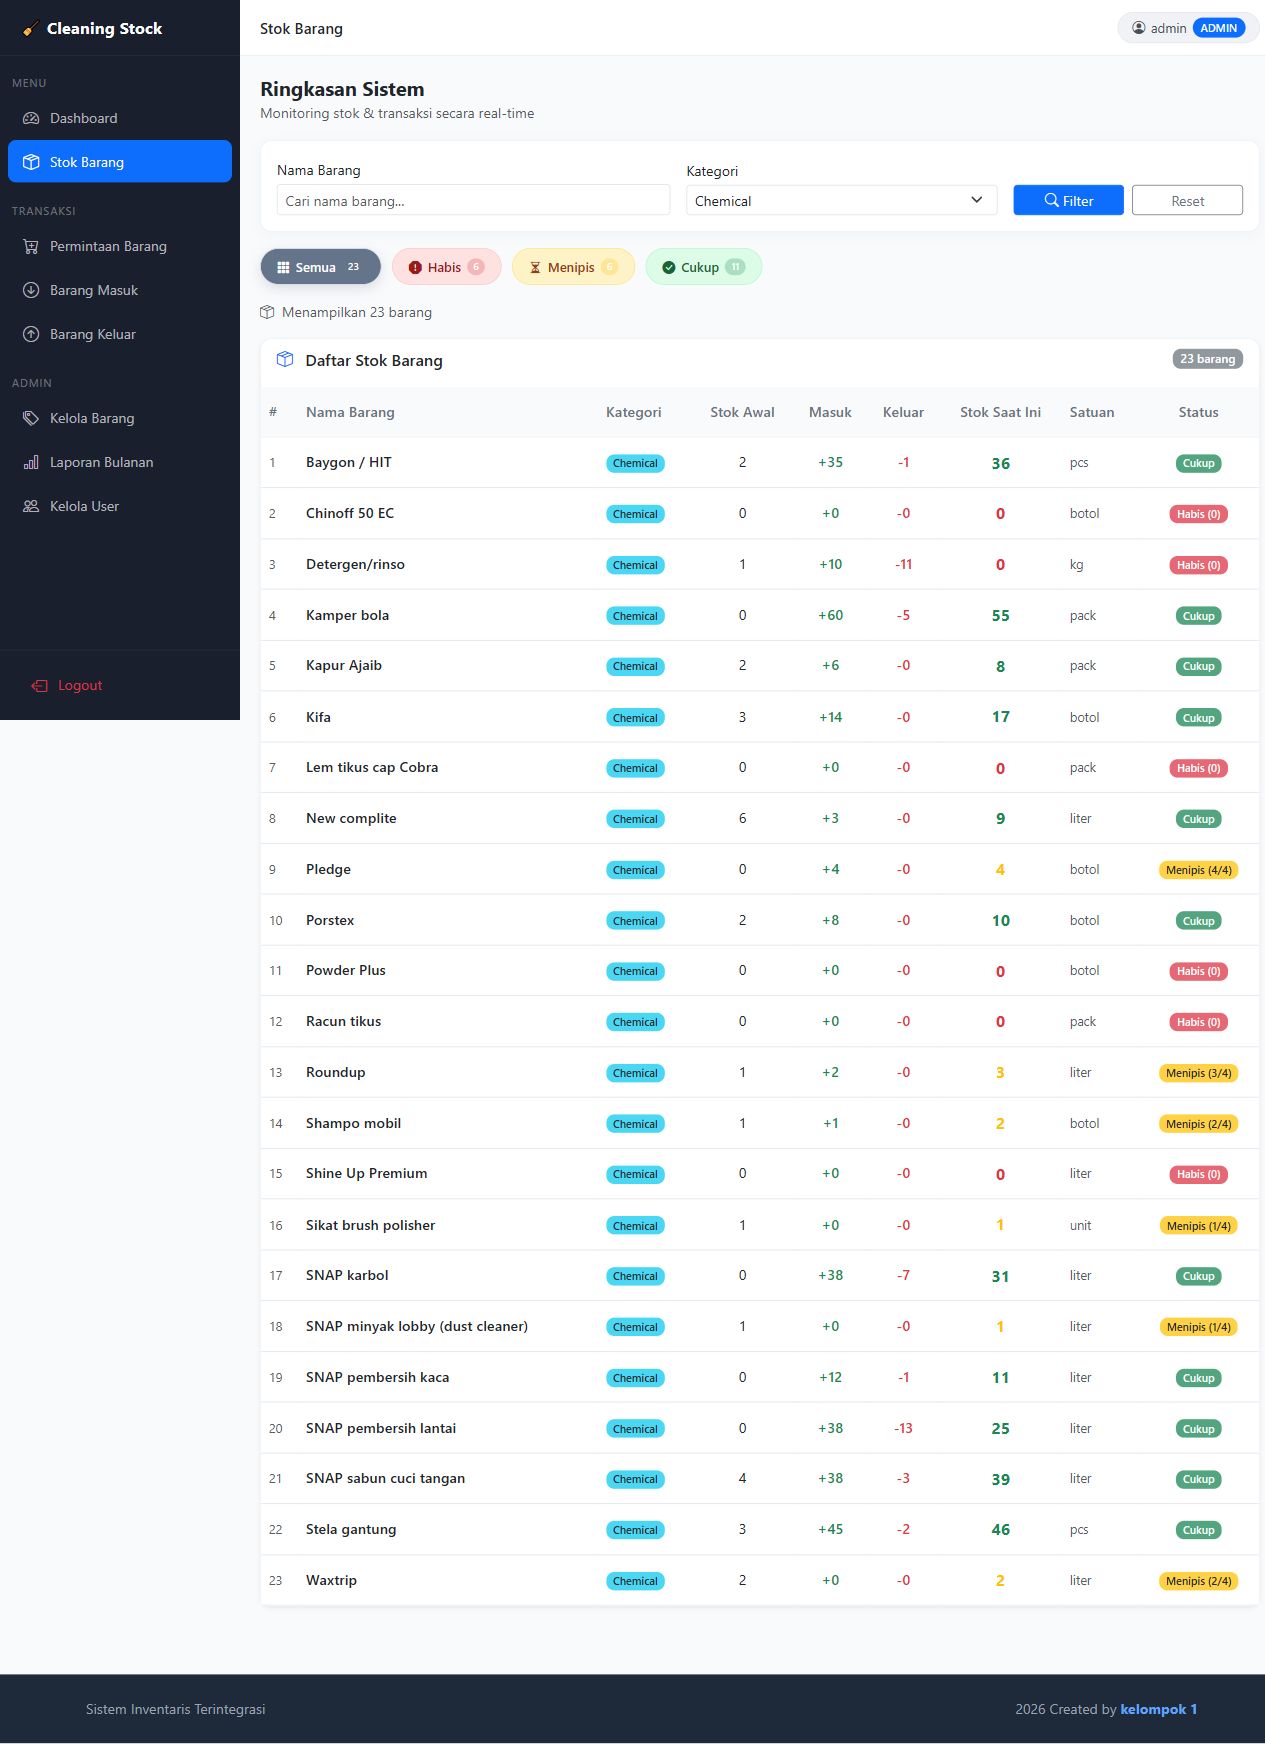 Cleaning Stock
MENU
Dashboard
Stok Barang
TRANSAKSI
Permintaan Barang
Barang Masuk
Barang Keluar
ADMIN
Kelola Barang
Laporan Bulanan
Kelola User
Logout
Stok Barang
admin ADMIN
Ringkasan Sistem
Monitoring stok & transaksi secara real-time
Nama Barang
Cari nama barang...
Kategori
Chemical
Filter
Reset
Semua 23 Habis 6 Menipis 6 Cukup 11
Menampilkan 23 barang
Daftar Stok Barang 23 barang
# Nama Barang Kategori Stok Awal Masuk Keluar Stok Saat Ini Satuan Status
1 Baygon / HIT Chemical 2 +35 -1 36 pcs Cukup
2 Chinoff 50 EC Chemical 0 +0 -0 0 botol Habis (0)
3 Detergen/rinso Chemical 1 +10 -11 0 kg Habis (0)
4 Kamper bola Chemical 0 +60 -5 55 pack Cukup
5 Kapur Ajaib Chemical 2 +6 -0 8 pack Cukup
6 Kifa Chemical 3 +14 -0 17 botol Cukup
7 Lem tikus cap Cobra Chemical 0 +0 -0 0 pack Habis (0)
8 New complite Chemical 6 +3 -0 9 liter Cukup
9 Pledge Chemical 0 +4 -0 4 botol Menipis (4/4)
10 Porstex Chemical 2 +8 -0 10 botol Cukup
11 Powder Plus Chemical 0 +0 -0 0 botol Habis (0)
12 Racun tikus Chemical 0 +0 -0 0 pack Habis (0)
13 Roundup Chemical 1 +2 -0 3 liter Menipis (3/4)
14 Shampo mobil Chemical 1 +1 -0 2 botol Menipis (2/4)
15 Shine Up Premium Chemical 0 +0 -0 0 liter Habis (0)
16 Sikat brush polisher Chemical 1 +0 -0 1 unit Menipis (1/4)
17 SNAP karbol Chemical 0 +38 -7 31 liter Cukup
18 SNAP minyak lobby (dust cleaner) Chemical 1 +0 -0 1 liter Menipis (1/4)
19 SNAP pembersih kaca Chemical 0 +12 -1 11 liter Cukup
20 SNAP pembersih lantai Chemical 0 +38 -13 25 liter Cukup
21 SNAP sabun cuci tangan Chemical 4 +38 -3 39 liter Cukup
22 Stela gantung Chemical 3 +45 -2 46 pcs Cukup
23 Waxtrip Chemical 2 +0 -0 2 liter Menipis (2/4)
Sistem Inventaris Terintegrasi
2026 Created by kelompok 1